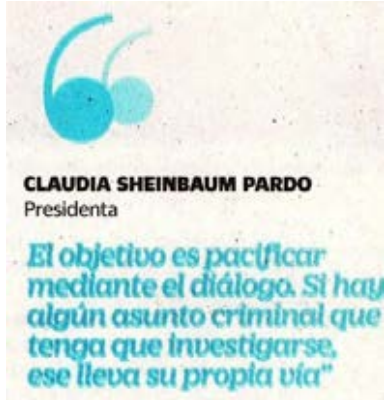 CLAUDIA SHEINBAUM PARDO
Presidenta
El objetivo es pacificar
mediante el diálogo. Si hay
algún asunto criminal que
tenga que investigarse,
ese lleva su propia vía"